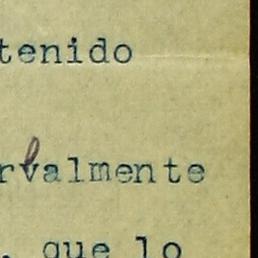 tenido
rvalmente
, que lo